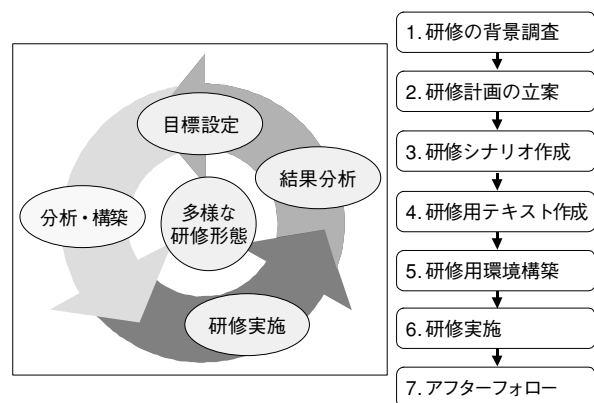 目標設定
結果分析
分析・構築
多様な
研修形態
研修実施
1. 研修の背景調査
2. 研修計画の立案
3. 研修シナリオ作成
4. 研修用テキスト作成
5. 研修用環境構築
6. 研修実施
7. アフターフォロー